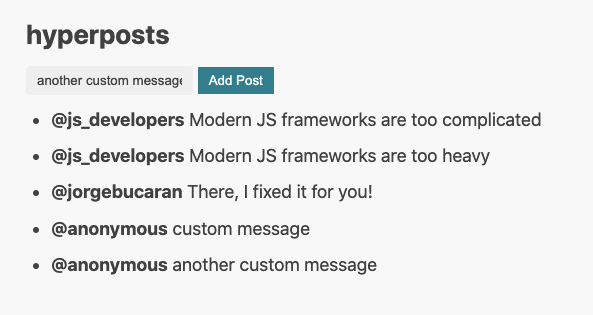 hyperposts
another custom message Add Post
@js_developers Modern JS frameworks are too complicated
@js_developers Modern JS frameworks are too heavy
@jorgebucaran There, I fixed it for you!
@anonymous custom message
@anonymous another custom message